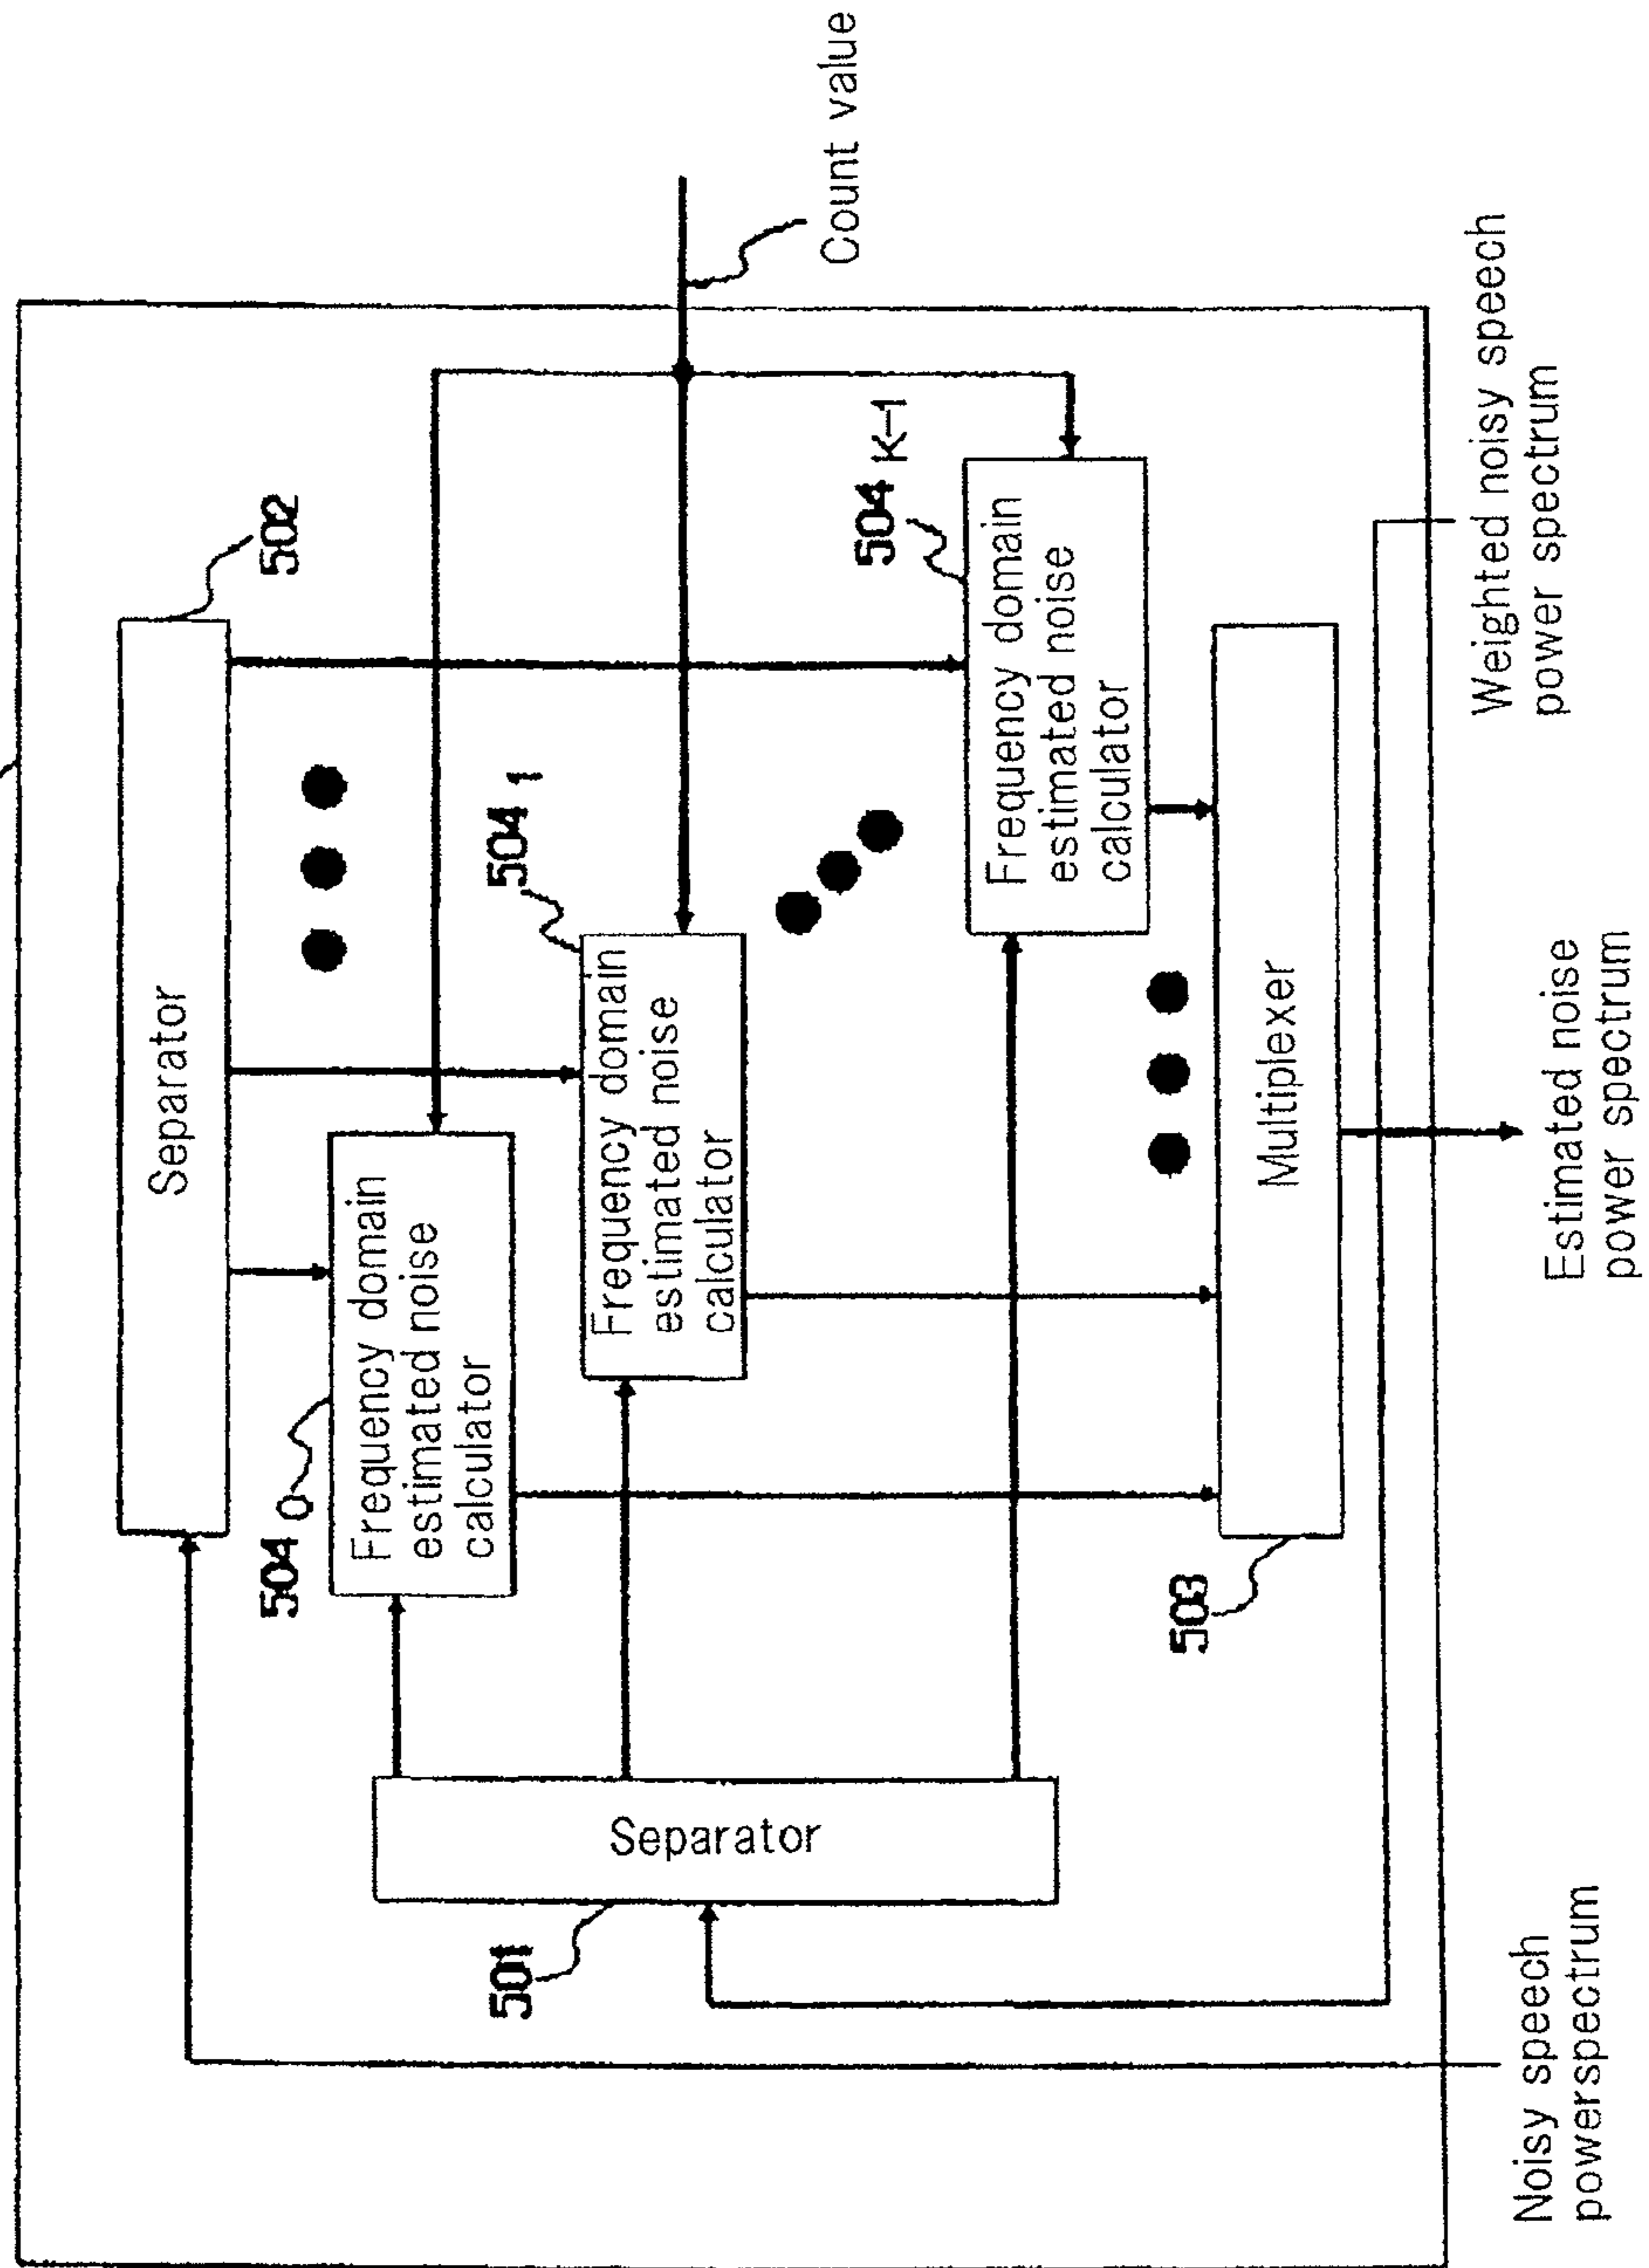 502
Separator
504 0
Frequency domain
estimated noise
calculator
504 1
Frequency domain
estimated noise
calculator
Count value
504 K-1
Frequency domain
estimated noise
calculator
501
Separator
503
Multiplexer
Noisy speech
powerspectrum
Estimated noise
power spectrum
Weighted noisy speech
power spectrum